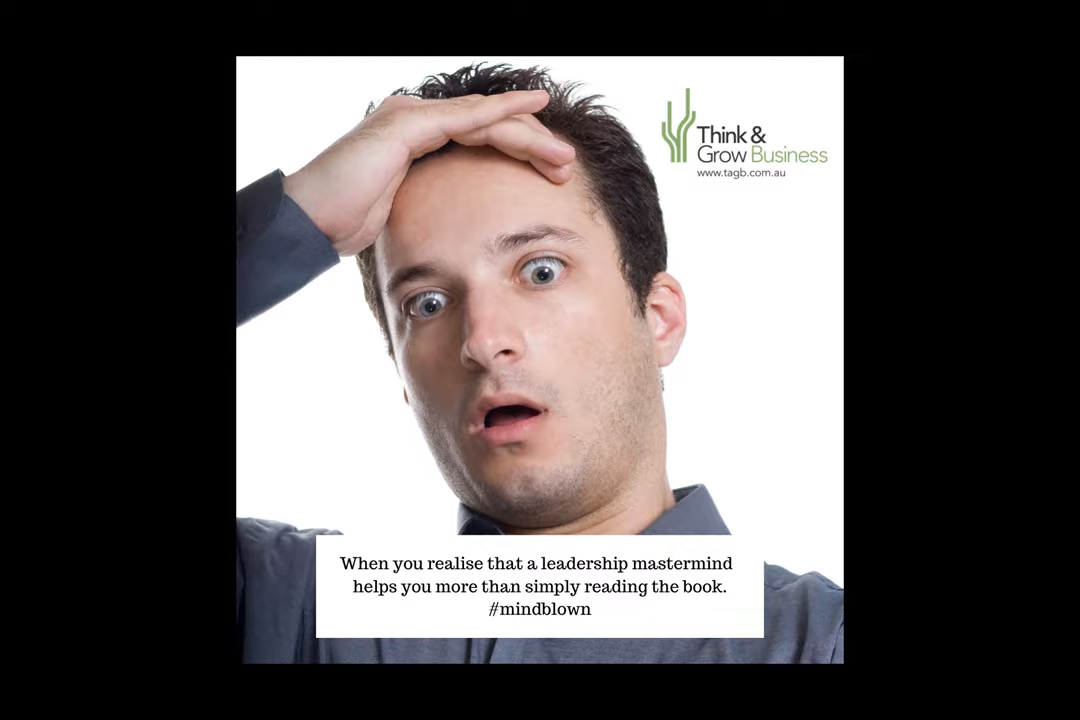 Think &
Grow Business
www.tagb.com.au
When you realise that a leadership mastermind
helps you more than simply reading the book.
#mindblown